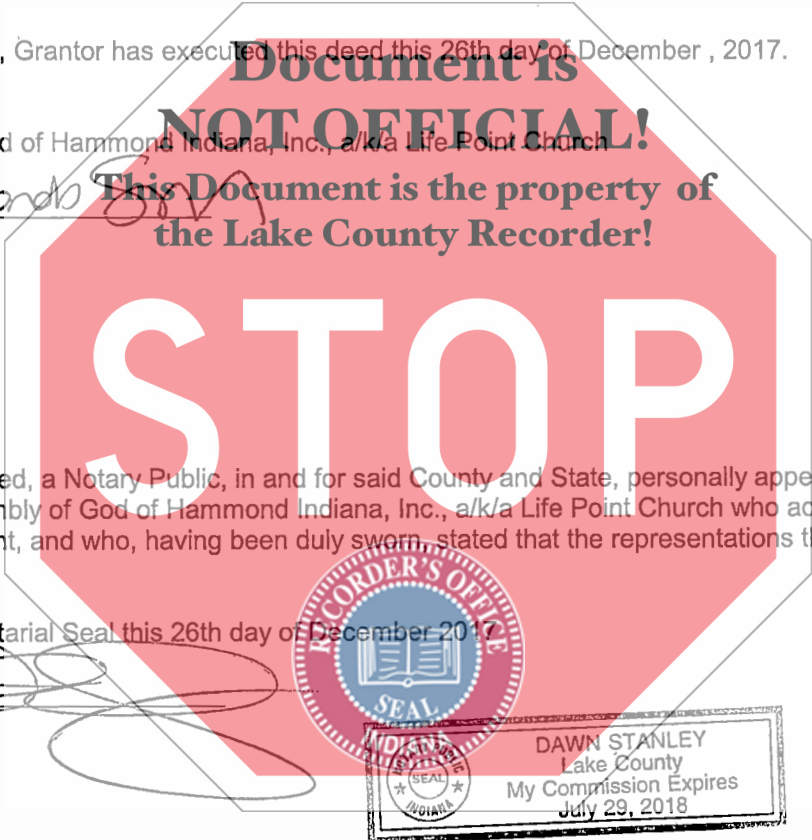 , Grantor has executed this deed this 26th day of December , 2017.
Document is
NOT OFFICIAL!
d of Hammond Indiana, Inc., a/k/a Life Point Church
This Document is the property of
the Lake County Recorder!
STOP
ed, a Notary Public, in and for said County and State, personally appe
nbly of God of Hammond Indiana, Inc., a/k/a Life Point Church who ac
nt, and who, having been duly sworn, stated that the representations t
RECORDER'S OFFICE
tarial Seal this 26th day of December 2017
SEAL
INDIANA
NOTARY PUBLIC
SEAL
INDIANA
DAWN STANLEY
Lake County
My Commission Expires
July 29, 2018